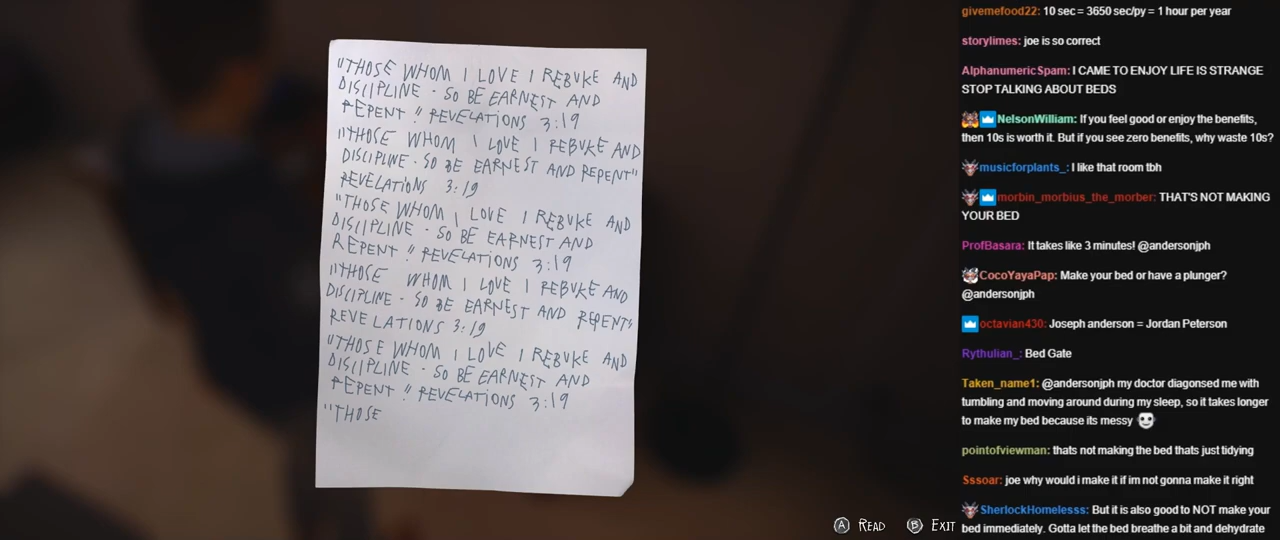 "THOSE WHOM I LOVE I REBUKE AND
DISCIPLINE - SO BE EARNEST AND
REPENT". REVELATIONS 3:19
"THOSE WHOM I LOVE I REBUKE AND
DISCIPLINE - SO BE EARNEST AND REPENT"
REVELATIONS 3:19
"THOSE WHOM I LOVE I REBUKE AND
DISCIPLINE - SO BE EARNEST AND
REPENT". REVELATIONS 3:19
"THOSE WHOM I LOVE I REBUKE AND
DISCIPLINE - SO BE EARNEST AND REPENT"
REVELATIONS 3:19
"THOSE WHOM I LOVE I REBUKE AND
DISCIPLINE - SO BE EARNEST AND
REPENT". REVELATIONS 3:19
"THOSE
A READ B EXIT
givemefood22: 10 sec = 3650 sec/py = 1 hour per year
storylimes: joe is so correct
AlphanumericSpam: I CAME TO ENJOY LIFE IS STRANGE
STOP TALKING ABOUT BEDS
NelsonWilliam: If you feel good or enjoy the benefits,
then 10s is worth it. But if you see zero benefits, why waste 10s?
musicforplants_: I like that room tbh
morbin_morbius_the_morber: THAT'S NOT MAKING
YOUR BED
ProfBasara: It takes like 3 minutes! @andersonjph
CocoYayaPap: Make your bed or have a plunger?
@andersonjph
octavian430: Joseph anderson = Jordan Peterson
Rythulian_: Bed Gate
Taken_name1: @andersonjph my doctor diagonsed me with
tumbling and moving around during my sleep, so it takes longer
to make my bed because its messy
pointofviewman: thats not making the bed thats just tidying
Sssoar: joe why would i make it if im not gonna make it right
SherlockHomelesss: But it is also good to NOT make your
bed immediately. Gotta let the bed breathe a bit and dehydrate